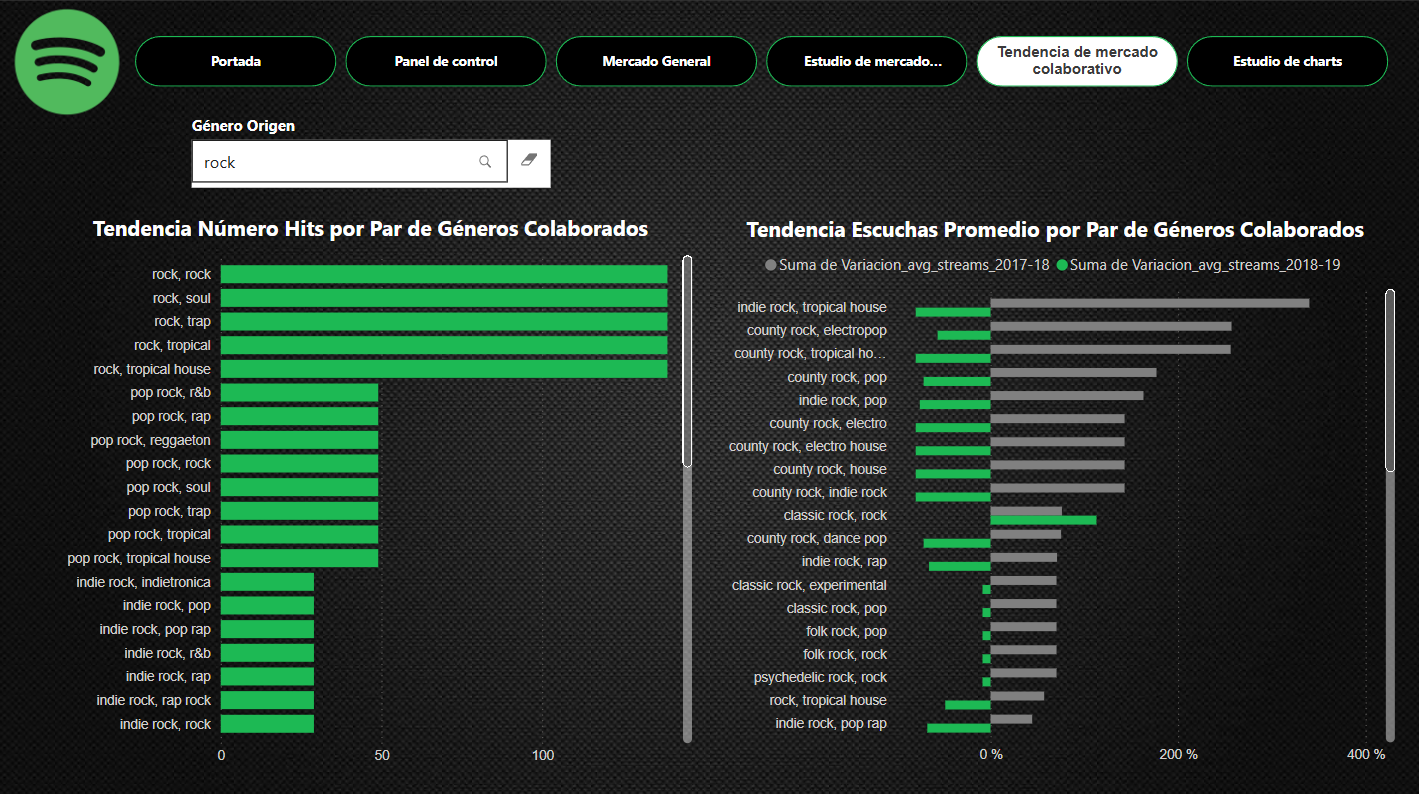 Portada
Panel de control
Mercado General
Estudio de mercado...
Tendencia de mercado
colaborativo
Estudio de charts
Género Origen
rock
Tendencia Número Hits por Par de Géneros Colaborados
rock, rock
rock, soul
rock, trap
rock, tropical
rock, tropical house
pop rock, r&b
pop rock, rap
pop rock, reggaeton
pop rock, rock
pop rock, soul
pop rock, trap
pop rock, tropical
pop rock, tropical house
indie rock, indietronica
indie rock, pop
indie rock, pop rap
indie rock, r&b
indie rock, rap
indie rock, rap rock
indie rock, rock
0
50
100
Tendencia Escuchas Promedio por Par de Géneros Colaborados
Suma de Variacion_avg_streams_2017-18
Suma de Variacion_avg_streams_2018-19
indie rock, tropical house
county rock, electropop
county rock, tropical ho...
county rock, pop
indie rock, pop
county rock, electro
county rock, electro house
county rock, house
county rock, indie rock
classic rock, rock
county rock, dance pop
indie rock, rap
classic rock, experimental
classic rock, pop
folk rock, pop
folk rock, rock
psychedelic rock, rock
rock, tropical house
indie rock, pop rap
0 %
200 %
400 %